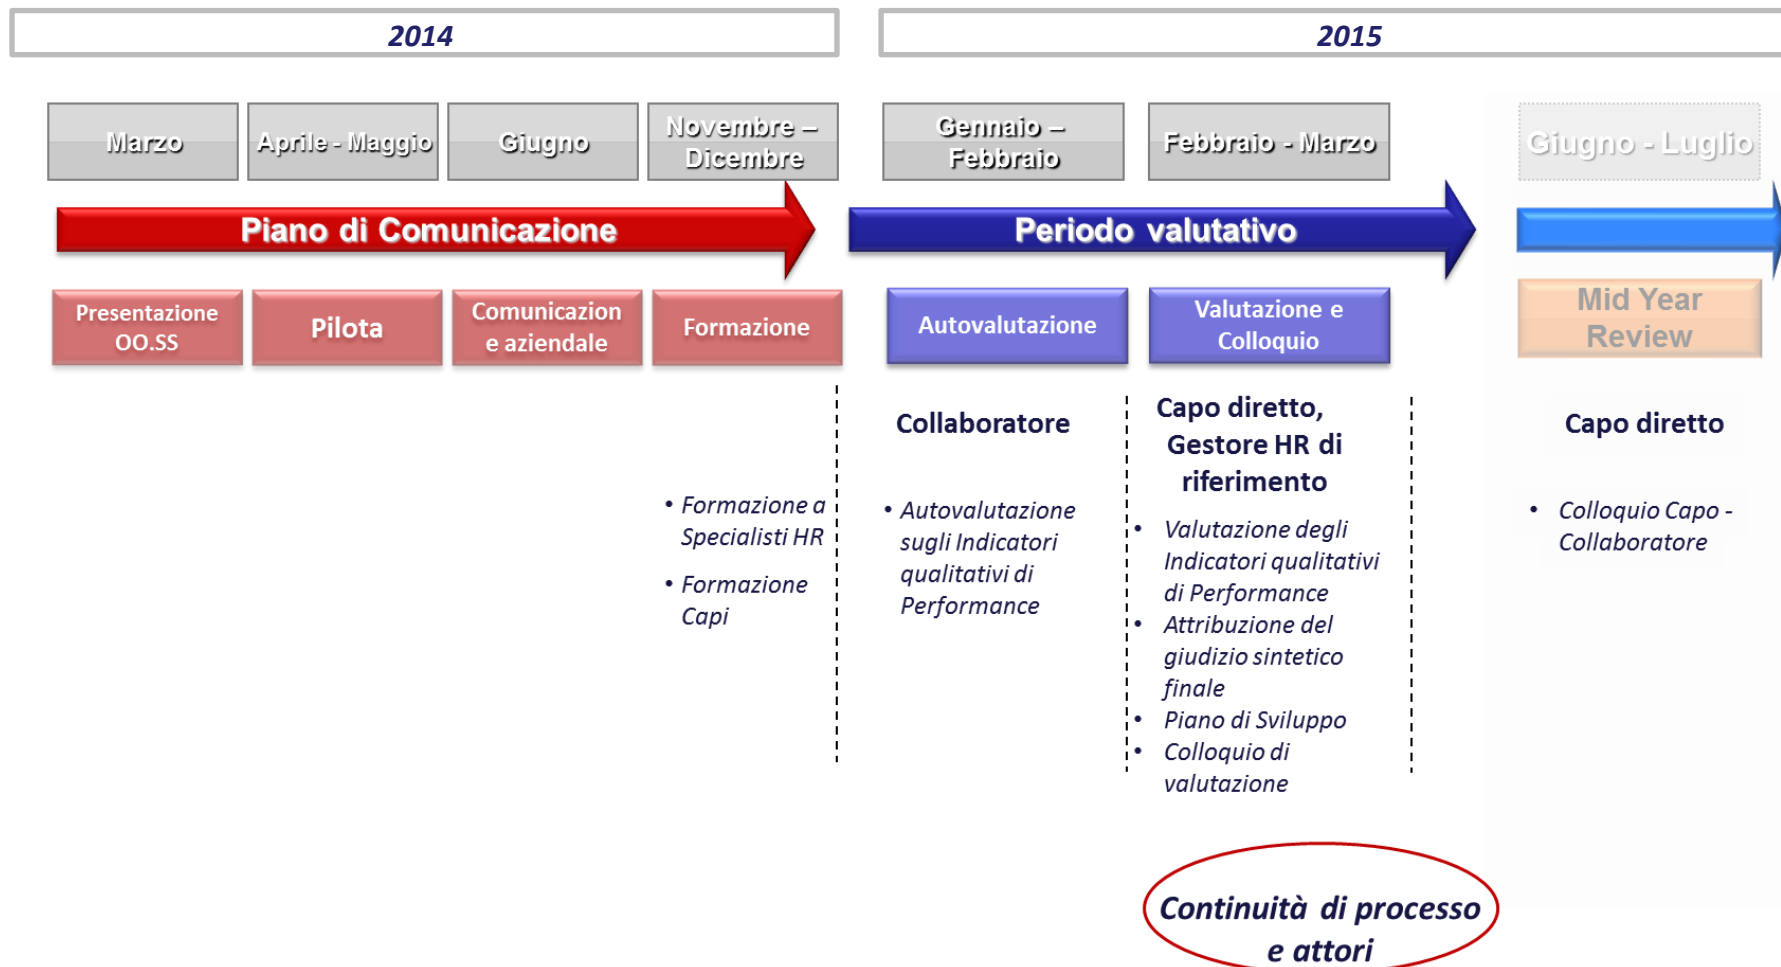 2014
2015
Marzo
Aprile - Maggio
Giugno
Novembre –
Dicembre
Gennaio –
Febbraio
Febbraio - Marzo
Giugno - Luglio
Piano di Comunicazione
Periodo valutativo
Presentazione
OO.SS
Pilota
Comunicazion
e aziendale
Formazione
Autovalutazione
Valutazione e
Colloquio
Mid Year
Review
• Formazione a
Specialisti HR
• Formazione
Capi
Collaboratore
• Autovalutazione
sugli Indicatori
qualitativi di
Performance
Capo diretto,
Gestore HR di
riferimento
• Valutazione degli
Indicatori qualitativi
di Performance
• Attribuzione del
giudizio sintetico
finale
• Piano di Sviluppo
• Colloquio di
valutazione
Capo diretto
• Colloquio Capo -
Collaboratore
Continuità di processo
e attori